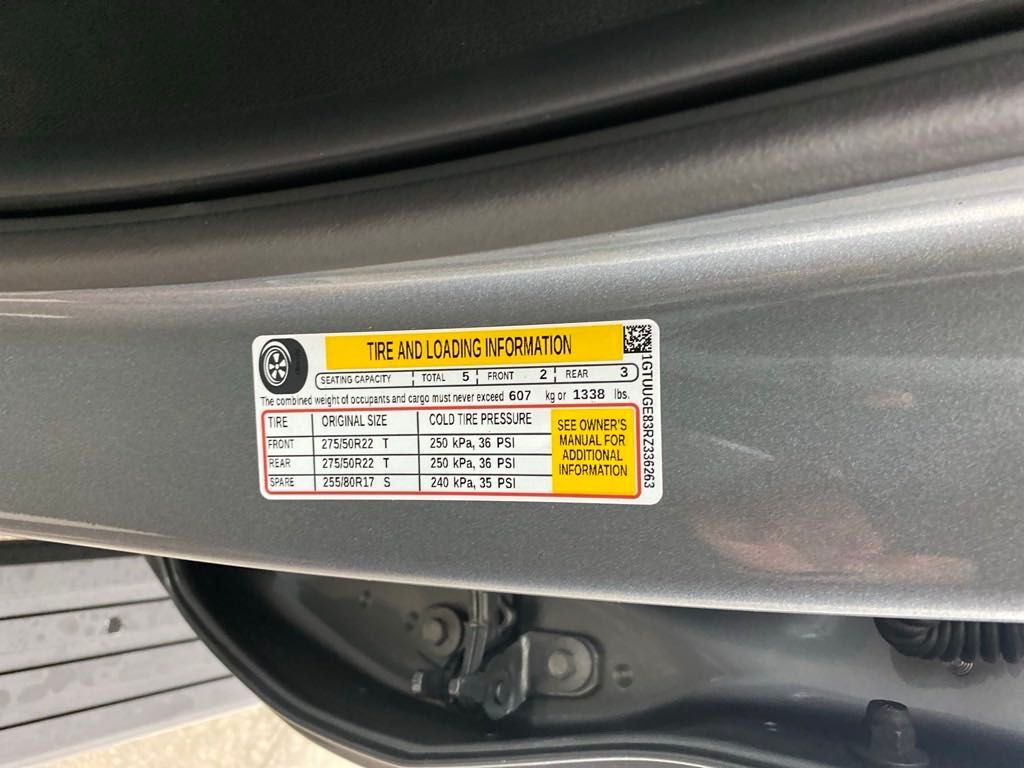 TIRE AND LOADING INFORMATION
SEATING CAPACITY TOTAL 5 FRONT 2 REAR 3
The combined weight of occupants and cargo must never exceed 607 kg or 1338 lbs.
TIRE ORIGINAL SIZE COLD TIRE PRESSURE
FRONT 275/50R22 T 250 kPa, 36 PSI
REAR 275/50R22 T 250 kPa, 36 PSI
SPARE 255/80R17 S 240 kPa, 35 PSI
SEE OWNER'S
MANUAL FOR
ADDITIONAL
INFORMATION
1GTUUGE83RZ336263